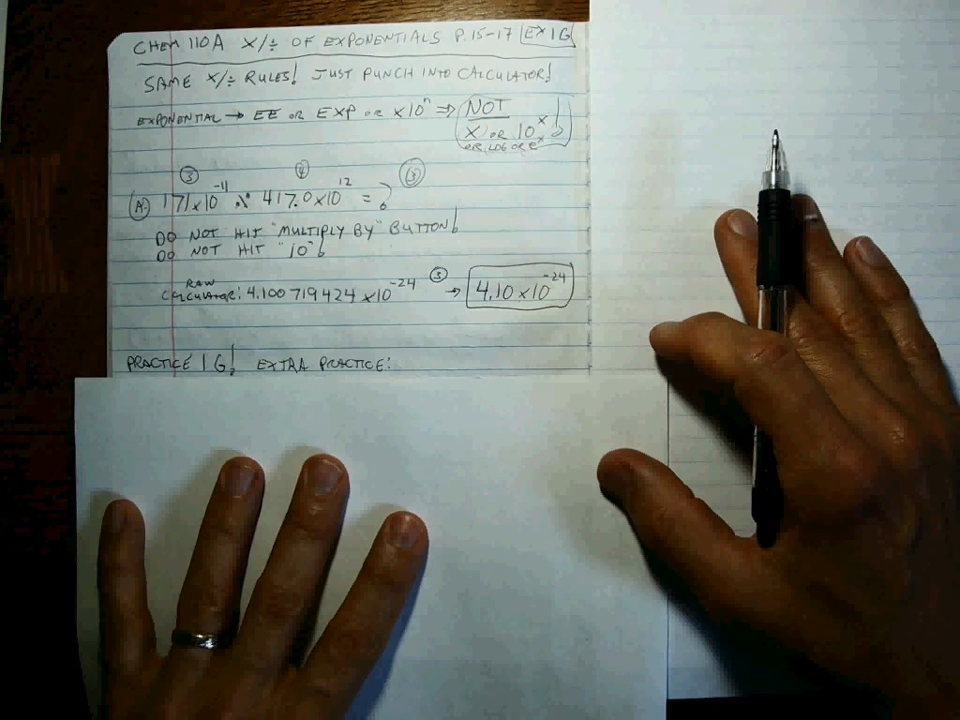 CHEM 110A X/÷ OF EXPONENTIALS P.15-17 EX 1G
SAME X/÷ RULES! JUST PUNCH INTO CALCULATOR!
EXPONENTIAL → EE OR EXP OR ×10ⁿ ⇒ NOT
X OR 10ˣ !
OR LOG OR eˣ
③ ④ ③
A. 171×10⁻¹¹ ÷ 417.0×10¹² = ?
DO NOT HIT "MULTIPLY BY" BUTTON!
DO NOT HIT "10"!
RAW
CALCULATOR: 4.100719424×10⁻²⁴ ③ → 4.10×10⁻²⁴
PRACTICE 1G! EXTRA PRACTICE: